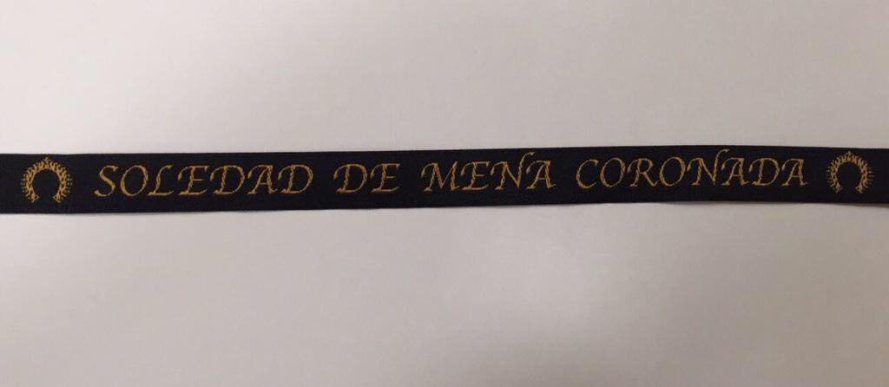 SOLEDAD DE MENA CORONADA